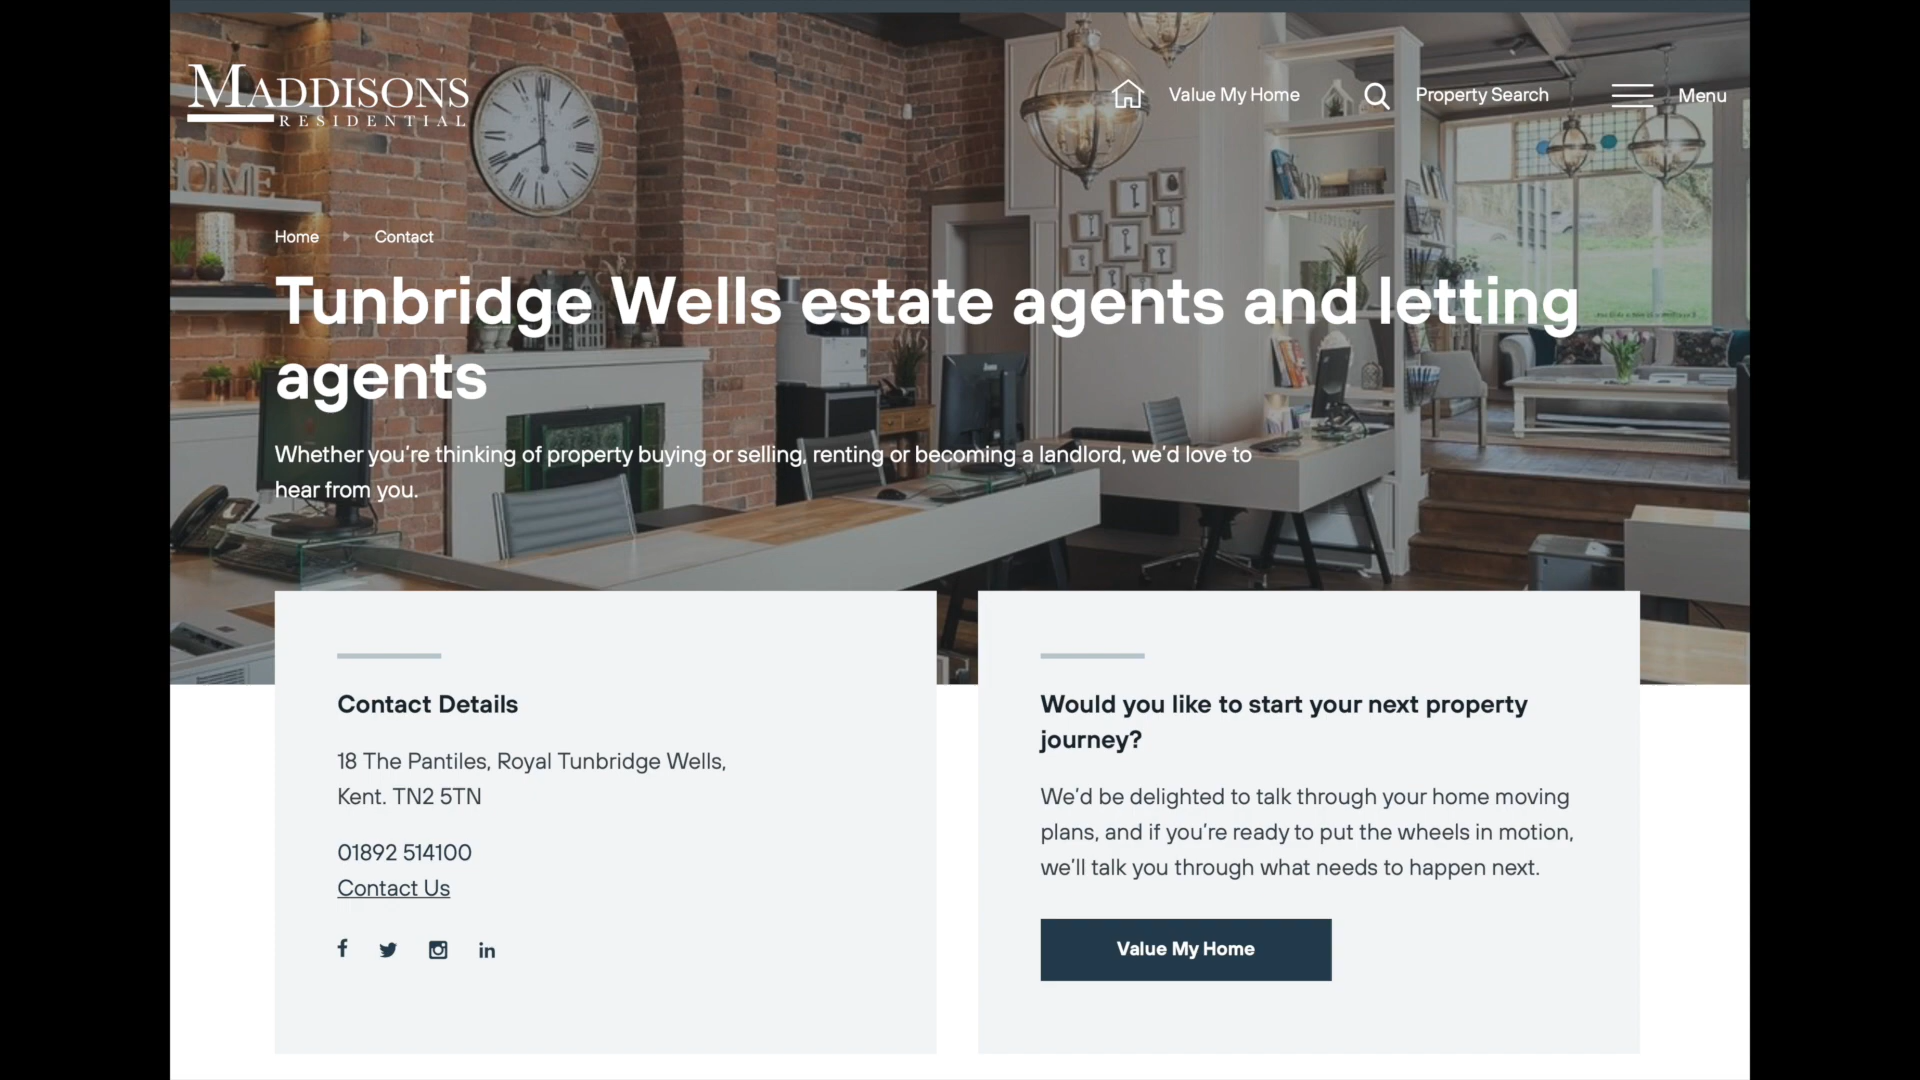 MADDISONS
RESIDENTIAL
Value My Home
Property Search
Menu
HOME
Home
Contact
Tunbridge Wells estate agents and letting
agents
Whether you’re thinking of property buying or selling, renting or becoming a landlord, we’d love to
hear from you.
Contact Details
18 The Pantiles, Royal Tunbridge Wells,
Kent. TN2 5TN
01892 514100
Contact Us
Would you like to start your next property
journey?
We’d be delighted to talk through your home moving
plans, and if you’re ready to put the wheels in motion,
we’ll talk you through what needs to happen next.
Value My Home